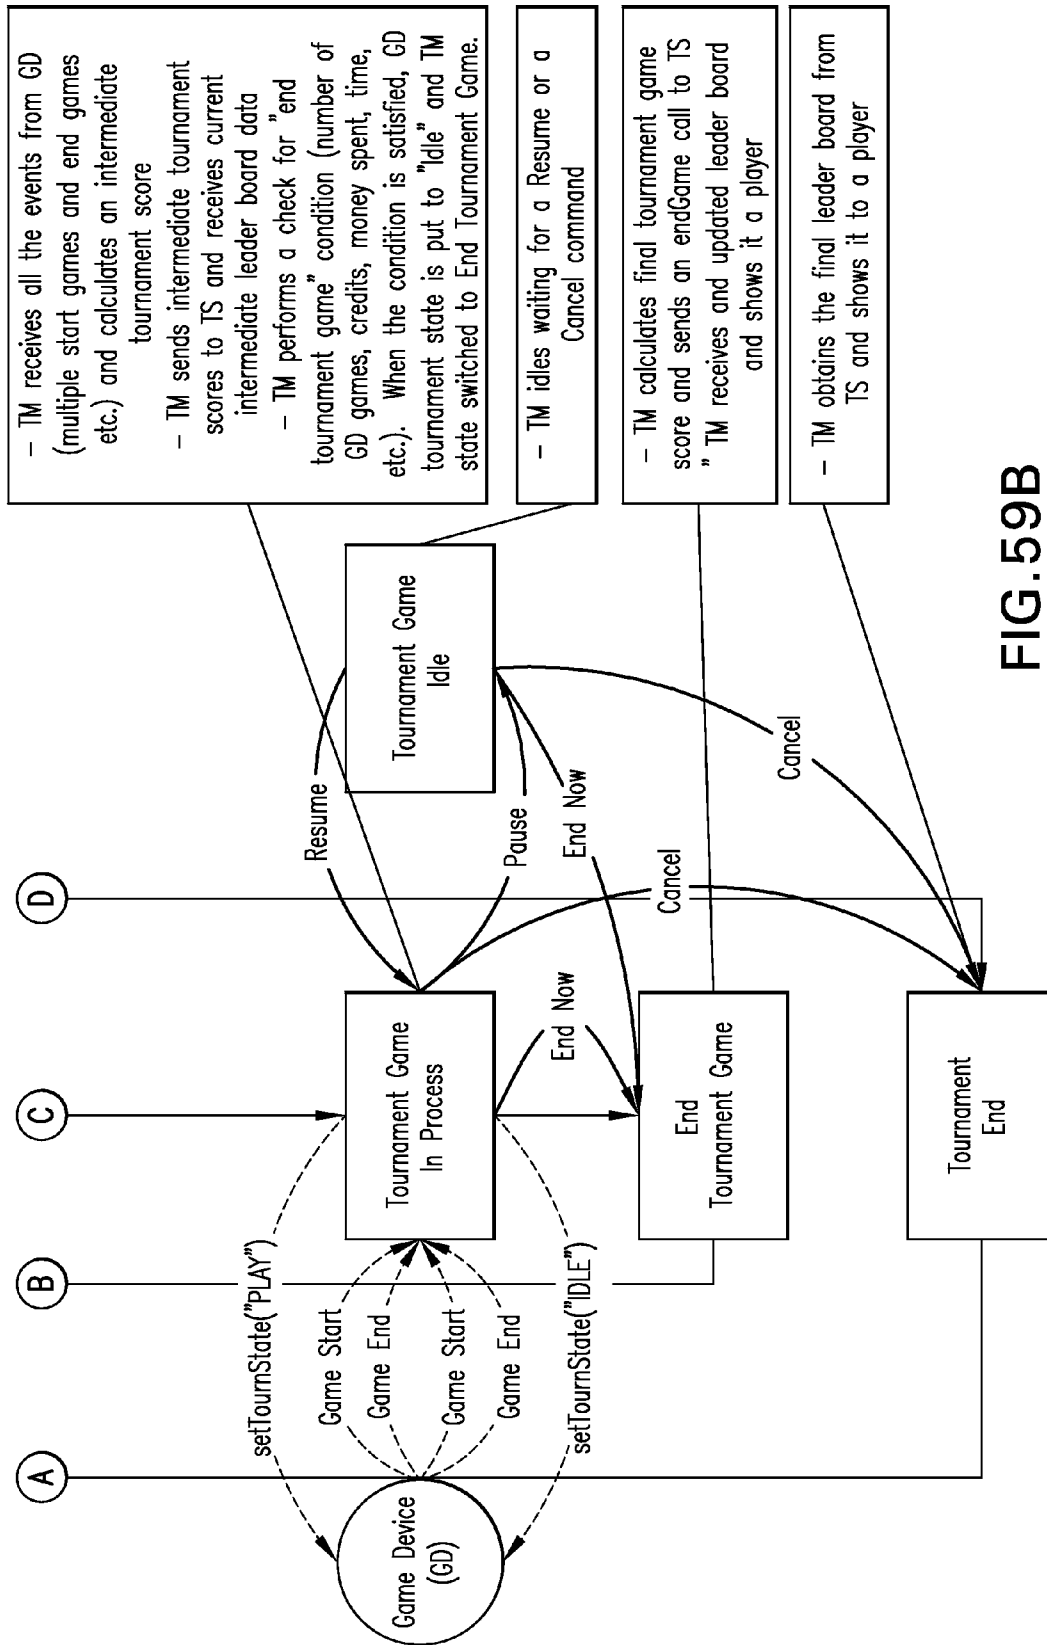 A
B
C
D
setTournState("PLAY")
Game Start
Game End
Game Start
Game End
setTournState("IDLE")
Game Device
(GD)
Tournament Game
In Process
Resume
Pause
End Now
End Now
Cancel
Cancel
Tournament Game
Idle
End
Tournament Game
Tournament
End
– TM receives all the events from GD
(multiple start games and end games
etc.) and calculates an intermediate
tournament score
– TM sends intermediate tournament
scores to TS and receives current
intermediate leader board data
– TM performs a check for "end
tournament game" condition (number of
GD games, credits, money spent, time,
etc.). When the condition is satisfied, GD
tournament state is put to "Idle" and TM
state switched to End Tournament Game.
– TM idles waiting for a Resume or a
Cancel command
– TM calculates final tournament game
score and sends an endGame call to TS
" TM receives and updated leader board
and shows it a player
– TM obtains the final leader board from
TS and shows it to a player
FIG.59B